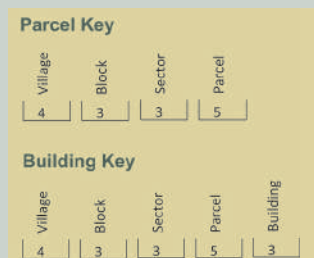 Parcel Key
Village Block Sector Parcel
4 3 3 5
Building Key
Village Block Sector Parcel Building
4 3 3 5 3